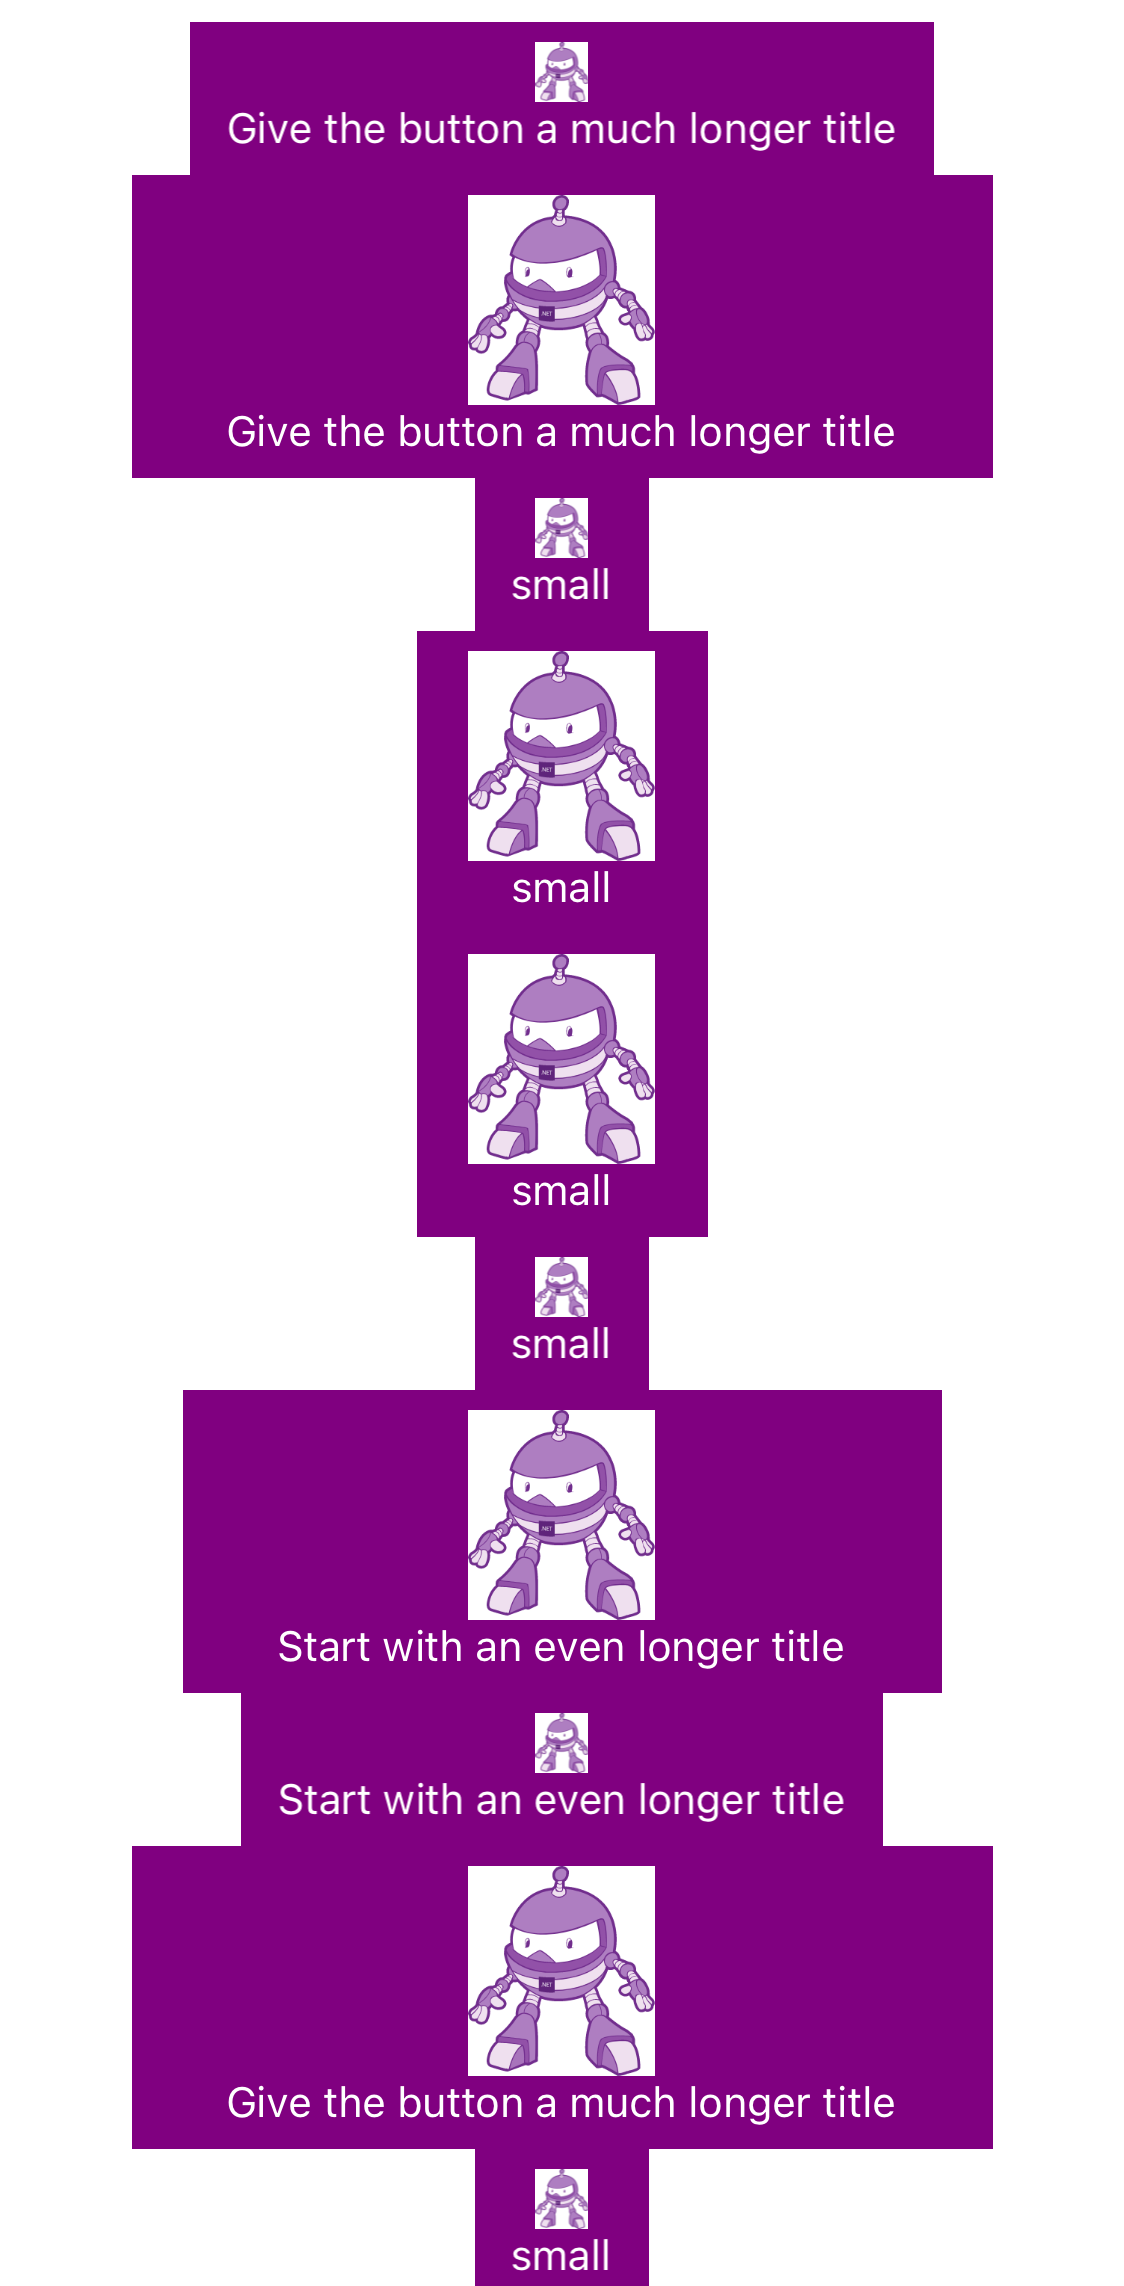 Give the button a much longer title
.NET
Give the button a much longer title
small
.NET
small
.NET
small
small
.NET
Start with an even longer title
Start with an even longer title
.NET
Give the button a much longer title
small